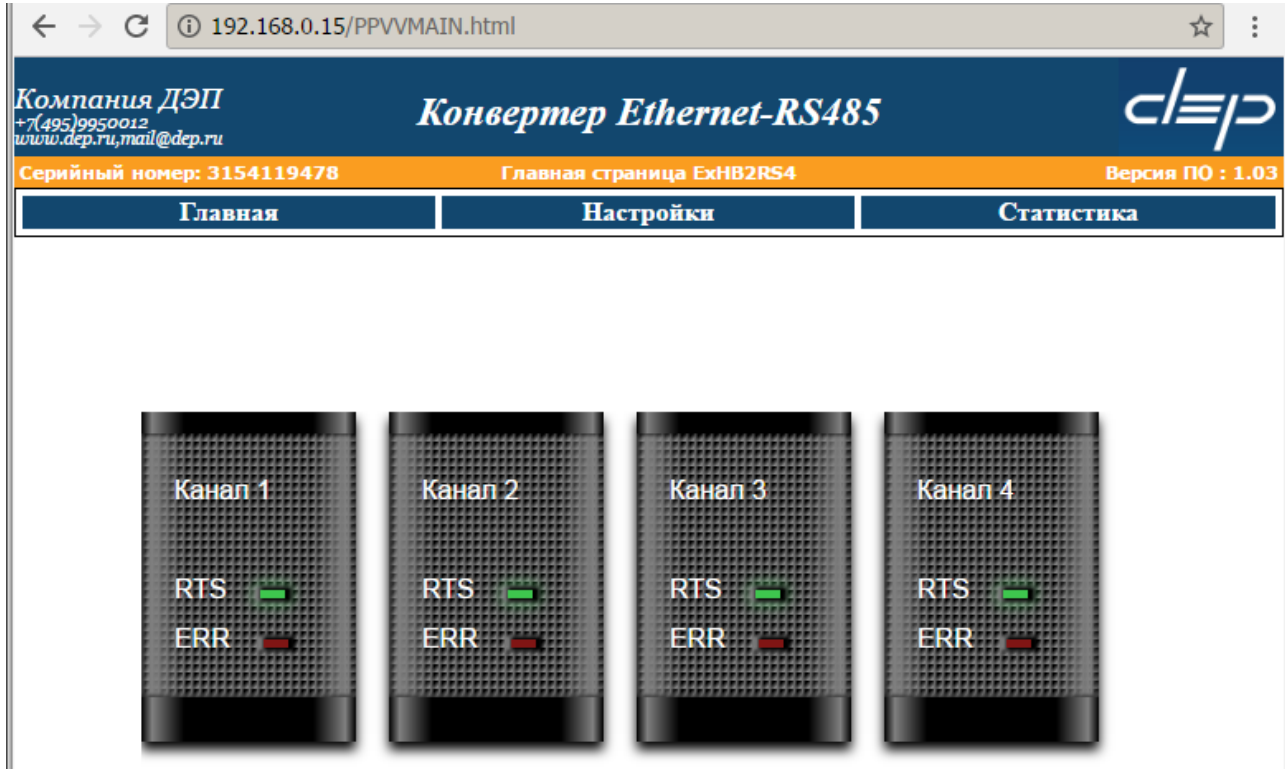 192.168.0.15/PPVVMAIN.html
Компания ДЭП
+7(495)9950012
www.dep.ru,mail@dep.ru
Конвертер Ethernet-RS485
dep
Серийный номер: 3154119478 Главная страница ExHB2RS4 Версия ПО : 1.03
Главная Настройки Статистика
Канал 1 Канал 2 Канал 3 Канал 4
RTS RTS RTS RTS
ERR ERR ERR ERR